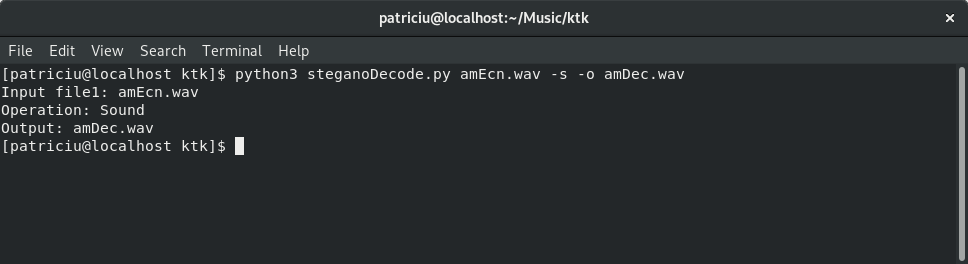 patriciu@localhost:~/Music/ktk ×
File Edit View Search Terminal Help
[patriciu@localhost ktk]$ python3 steganoDecode.py amEcn.wav -s -o amDec.wav
Input file1: amEcn.wav
Operation: Sound
Output: amDec.wav
[patriciu@localhost ktk]$